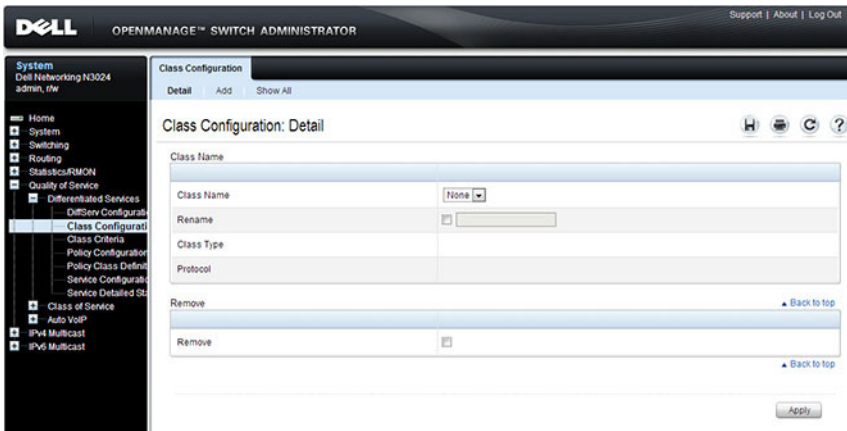 Support | About | Log Out
DELL
OPENMANAGE™ SWITCH ADMINISTRATOR
System
Dell Networking N3024
admin, r/w
Home
System
Switching
Routing
Statistics/RMON
Quality of Service
Differentiated Services
DiffServ Configurati
Class Configurati
Class Criteria
Policy Configuration
Policy Class Definit
Service Configuratio
Service Detailed Sta
Class of Service
Auto VoIP
IPv4 Multicast
IPv6 Multicast
Class Configuration
Detail Add Show All
Class Configuration: Detail
H C ?
Class Name
Class Name None
Rename
Class Type
Protocol
Remove Back to top
Remove
Back to top
Apply